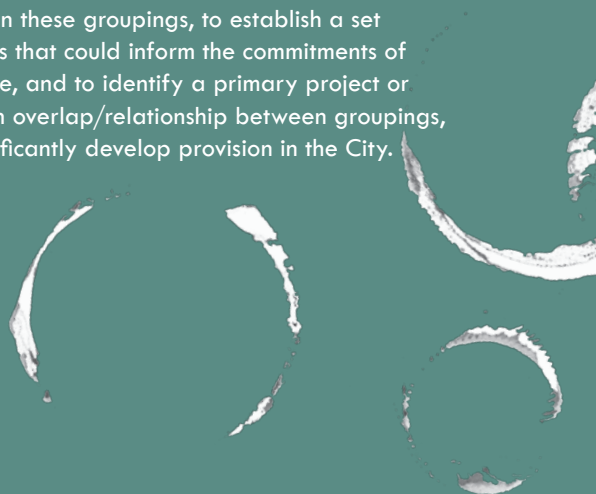 n these groupings, to establish a set
s that could inform the commitments of
e, and to identify a primary project or
n overlap/relationship between groupings,
ficantly develop provision in the City.